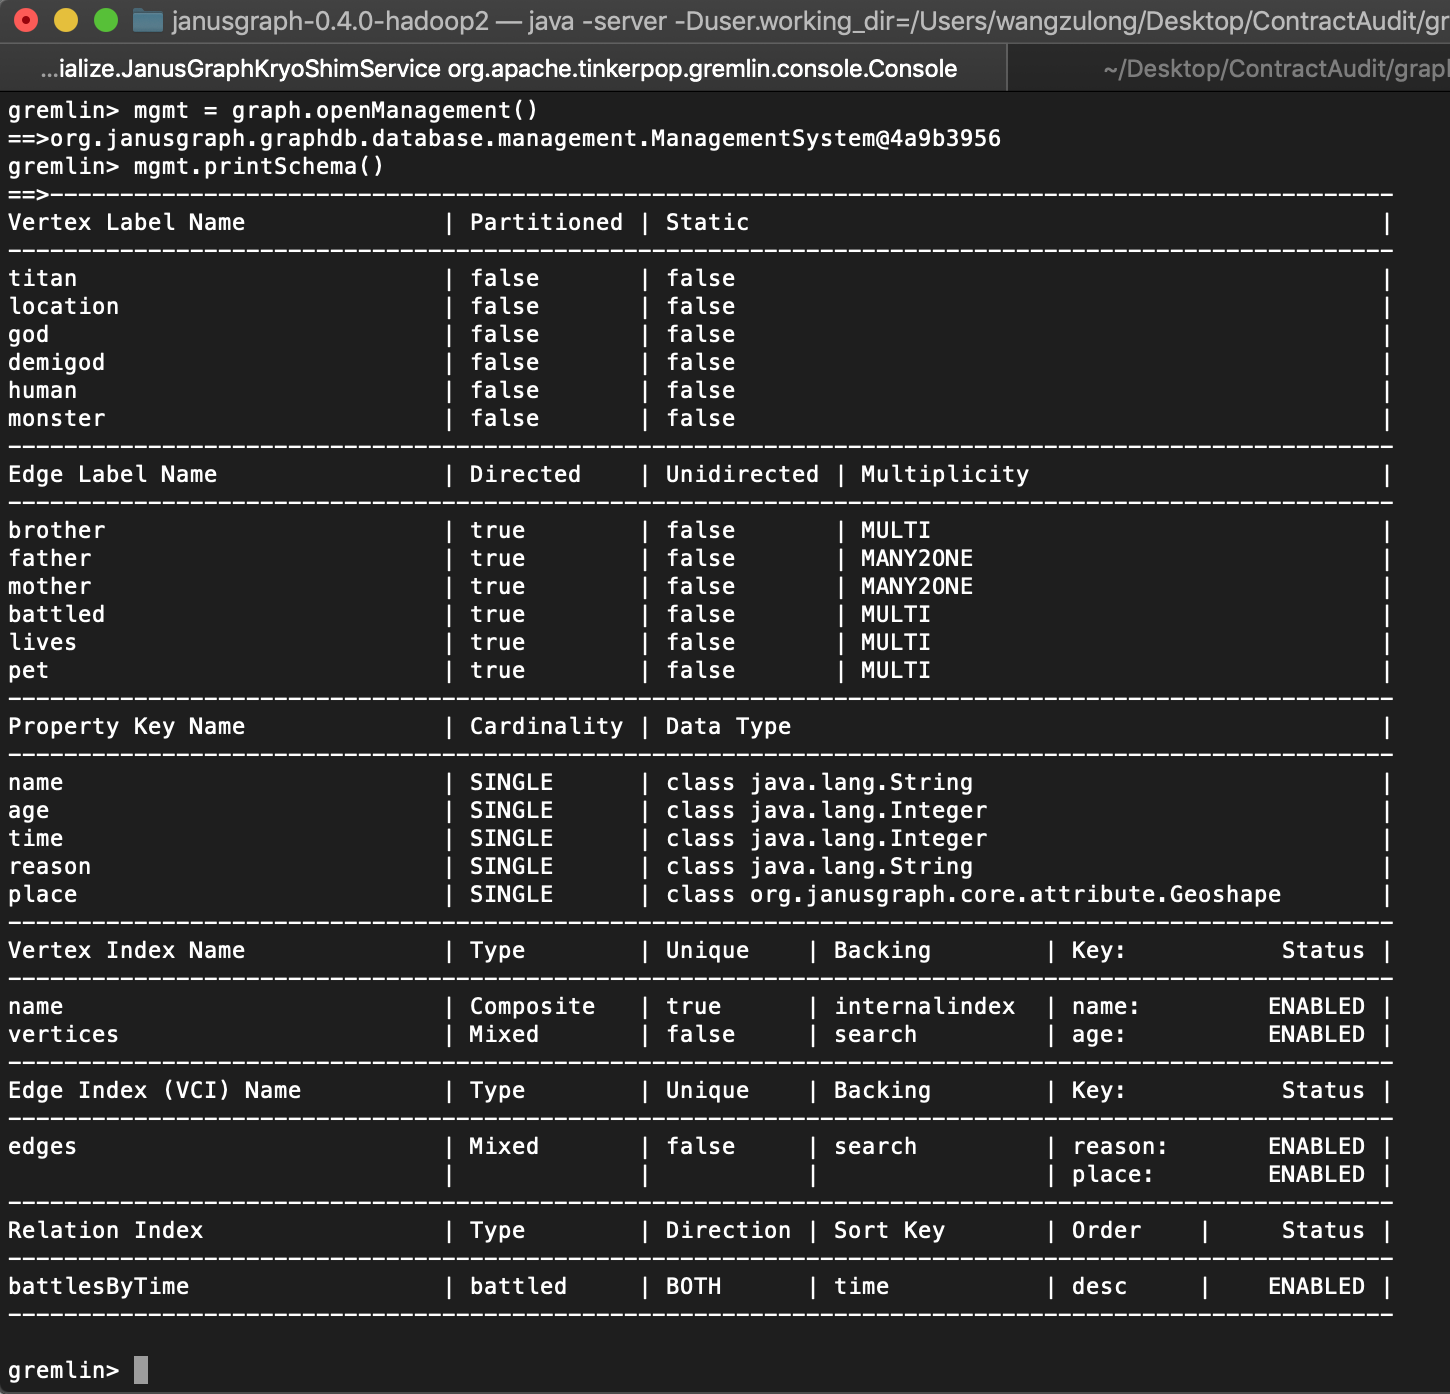 janusgraph-0.4.0-hadoop2 — java -server -Duser.working_dir=/Users/wangzulong/Desktop/ContractAudit/gr
...ialize.JanusGraphKryoShimService org.apache.tinkerpop.gremlin.console.Console ~/Desktop/ContractAudit/graph
gremlin> mgmt = graph.openManagement()
==>org.janusgraph.graphdb.database.management.ManagementSystem@4a9b3956
gremlin> mgmt.printSchema()
==>------------------------------------------------------------------------------------------------
Vertex Label Name              | Partitioned | Static                                             |
---------------------------------------------------------------------------------------------------
titan                          | false       | false                                              |
location                       | false       | false                                              |
god                            | false       | false                                              |
demigod                        | false       | false                                              |
human                          | false       | false                                              |
monster                        | false       | false                                              |
---------------------------------------------------------------------------------------------------
Edge Label Name                | Directed    | Unidirected | Multiplicity                         |
---------------------------------------------------------------------------------------------------
brother                        | true        | false       | MULTI                                |
father                         | true        | false       | MANY2ONE                             |
mother                         | true        | false       | MANY2ONE                             |
battled                        | true        | false       | MULTI                                |
lives                          | true        | false       | MULTI                                |
pet                            | true        | false       | MULTI                                |
---------------------------------------------------------------------------------------------------
Property Key Name              | Cardinality | Data Type                                          |
---------------------------------------------------------------------------------------------------
name                           | SINGLE      | class java.lang.String                             |
age                            | SINGLE      | class java.lang.Integer                            |
time                           | SINGLE      | class java.lang.Integer                            |
reason                         | SINGLE      | class java.lang.String                             |
place                          | SINGLE      | class org.janusgraph.core.attribute.Geoshape       |
---------------------------------------------------------------------------------------------------
Vertex Index Name              | Type        | Unique    | Backing        | Key:           Status |
---------------------------------------------------------------------------------------------------
name                           | Composite   | true      | internalindex  | name:         ENABLED |
vertices                       | Mixed       | false     | search         | age:          ENABLED |
---------------------------------------------------------------------------------------------------
Edge Index (VCI) Name          | Type        | Unique    | Backing        | Key:           Status |
---------------------------------------------------------------------------------------------------
edges                          | Mixed       | false     | search         | reason:       ENABLED |
                               |             |           |                | place:        ENABLED |
---------------------------------------------------------------------------------------------------
Relation Index                 | Type        | Direction | Sort Key       | Order    |     Status |
---------------------------------------------------------------------------------------------------
battlesByTime                  | battled     | BOTH      | time           | desc     |    ENABLED |
---------------------------------------------------------------------------------------------------
gremlin>